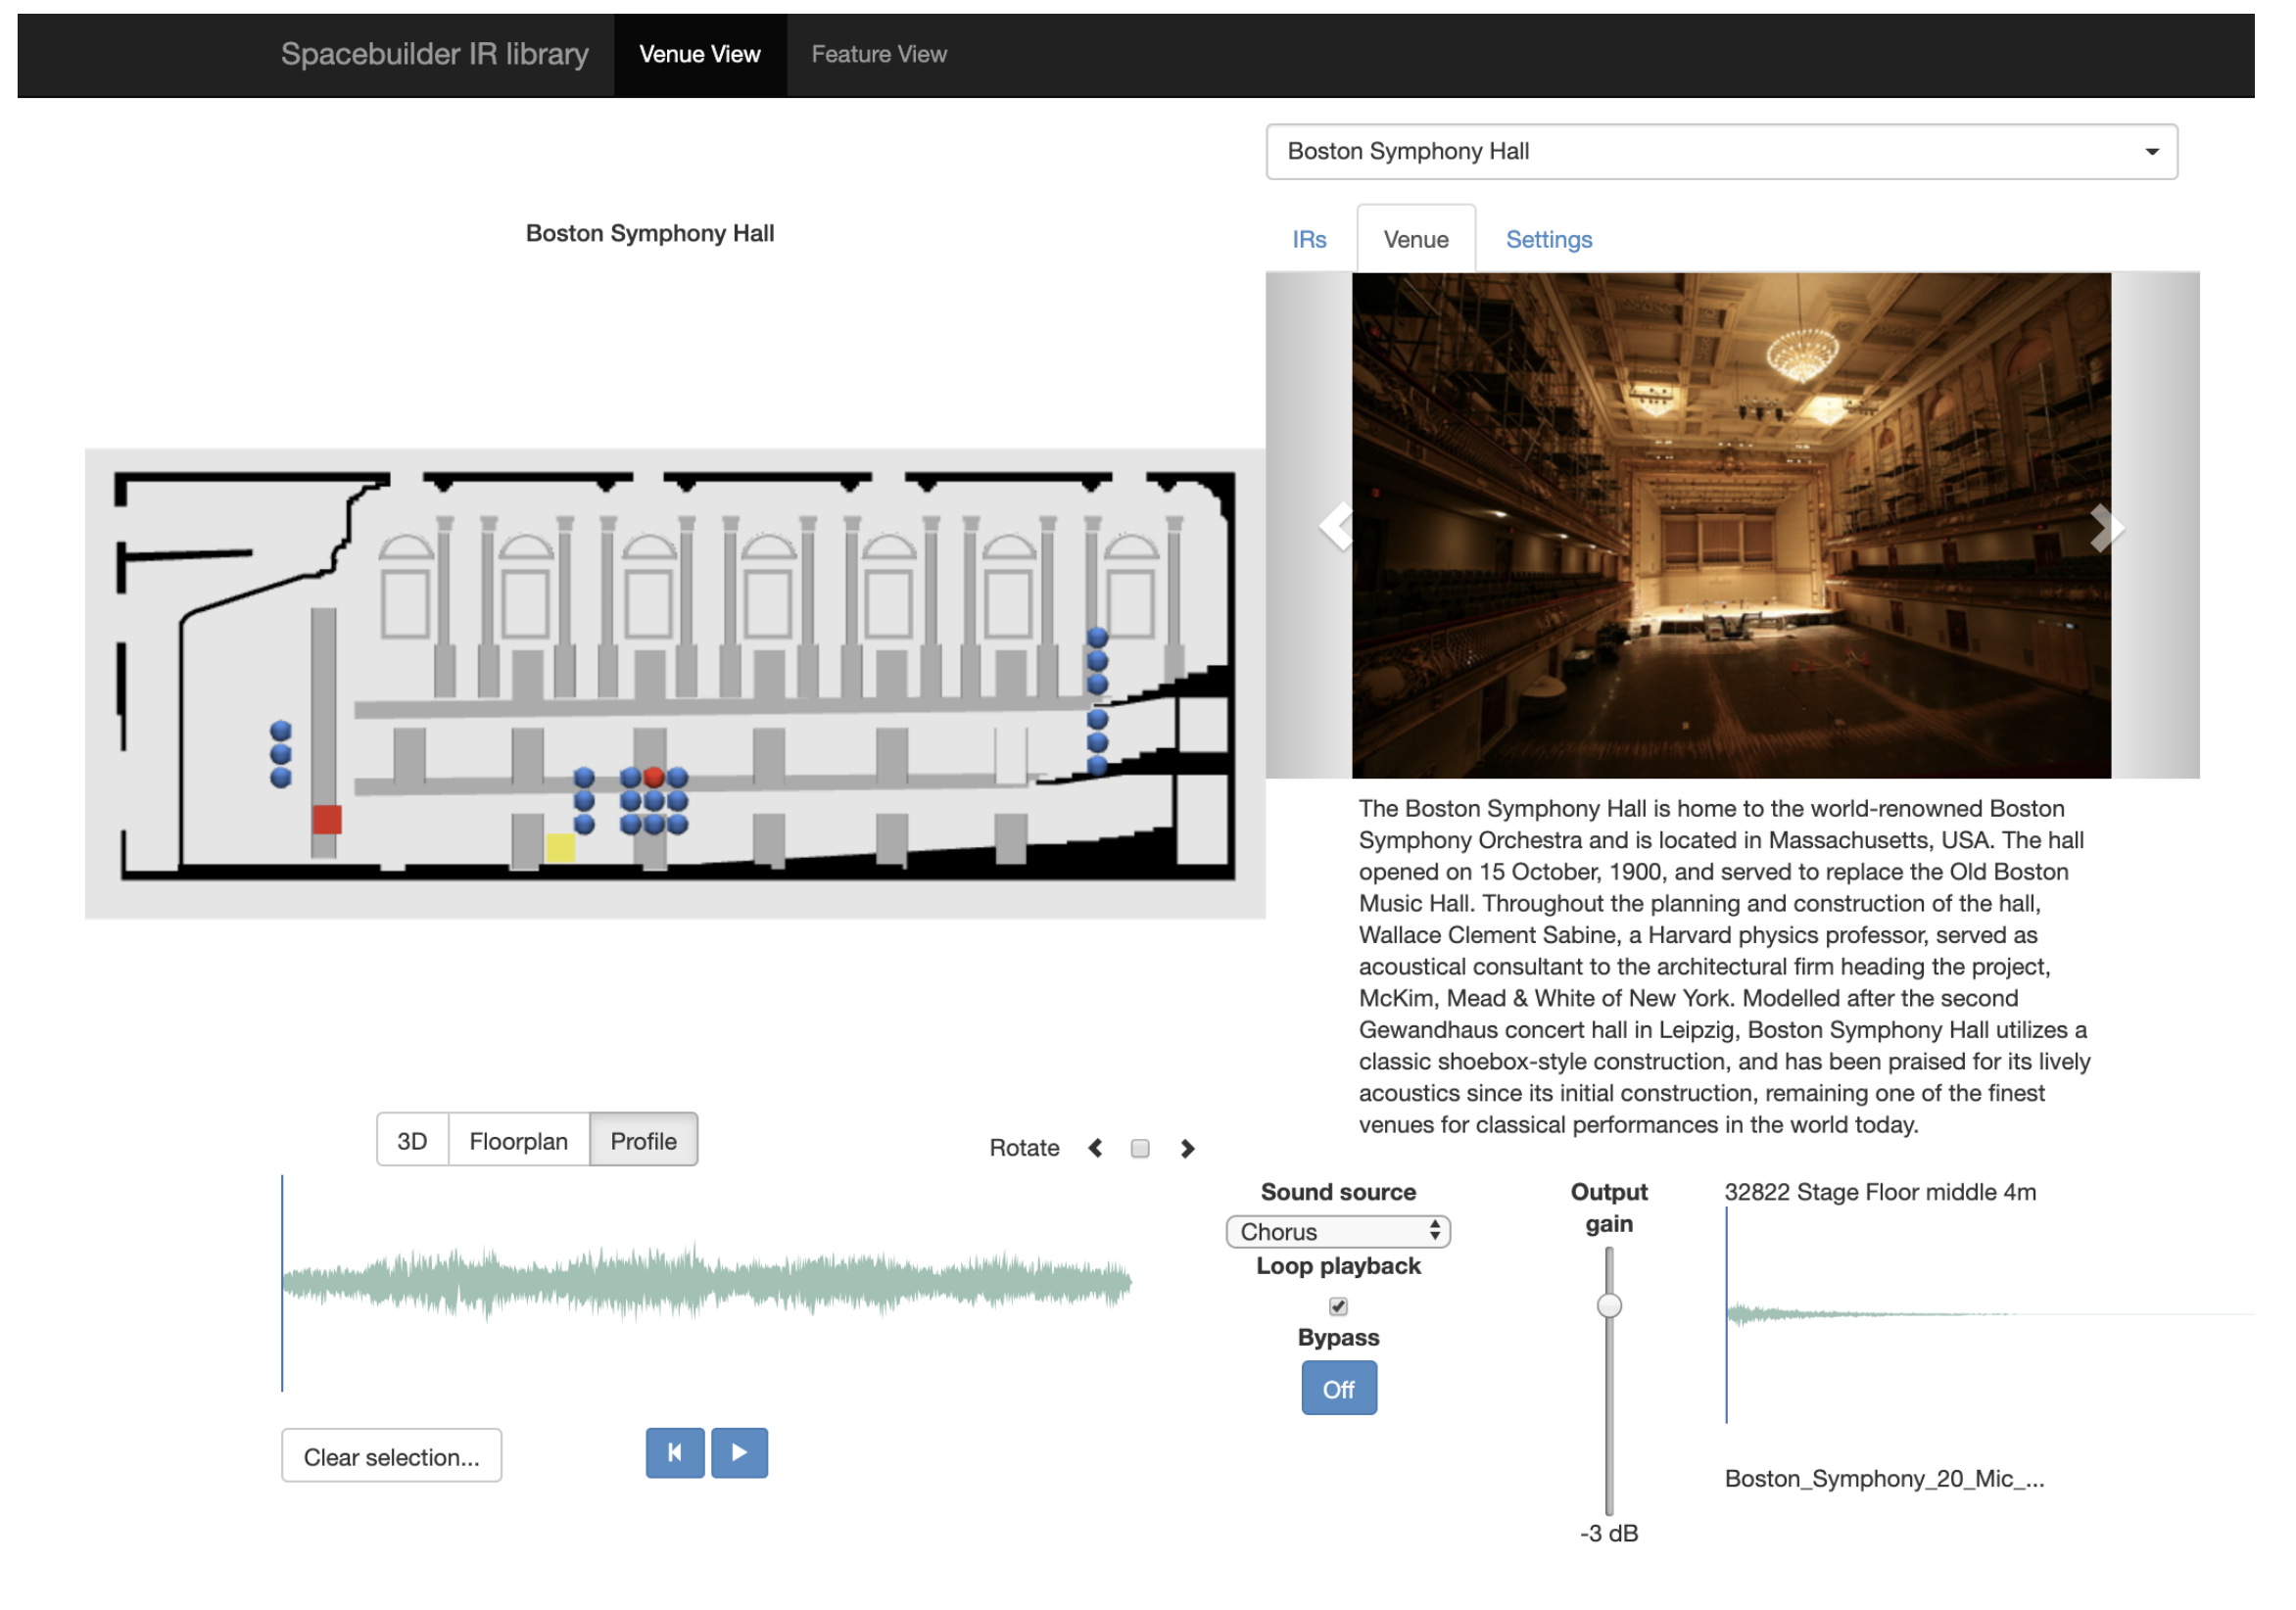 Spacebuilder IR library Venue View Feature View
Boston Symphony Hall
Boston Symphony Hall
IRs Venue Settings
The Boston Symphony Hall is home to the world-renowned Boston
Symphony Orchestra and is located in Massachusetts, USA. The hall
opened on 15 October, 1900, and served to replace the Old Boston
Music Hall. Throughout the planning and construction of the hall,
Wallace Clement Sabine, a Harvard physics professor, served as
acoustical consultant to the architectural firm heading the project,
McKim, Mead & White of New York. Modelled after the second
Gewandhaus concert hall in Leipzig, Boston Symphony Hall utilizes a
classic shoebox-style construction, and has been praised for its lively
acoustics since its initial construction, remaining one of the finest
venues for classical performances in the world today.
3D Floorplan Profile
Rotate
Sound source
Chorus
Loop playback
Bypass
Off
Output
gain
-3 dB
32822 Stage Floor middle 4m
Boston_Symphony_20_Mic_...
Clear selection...